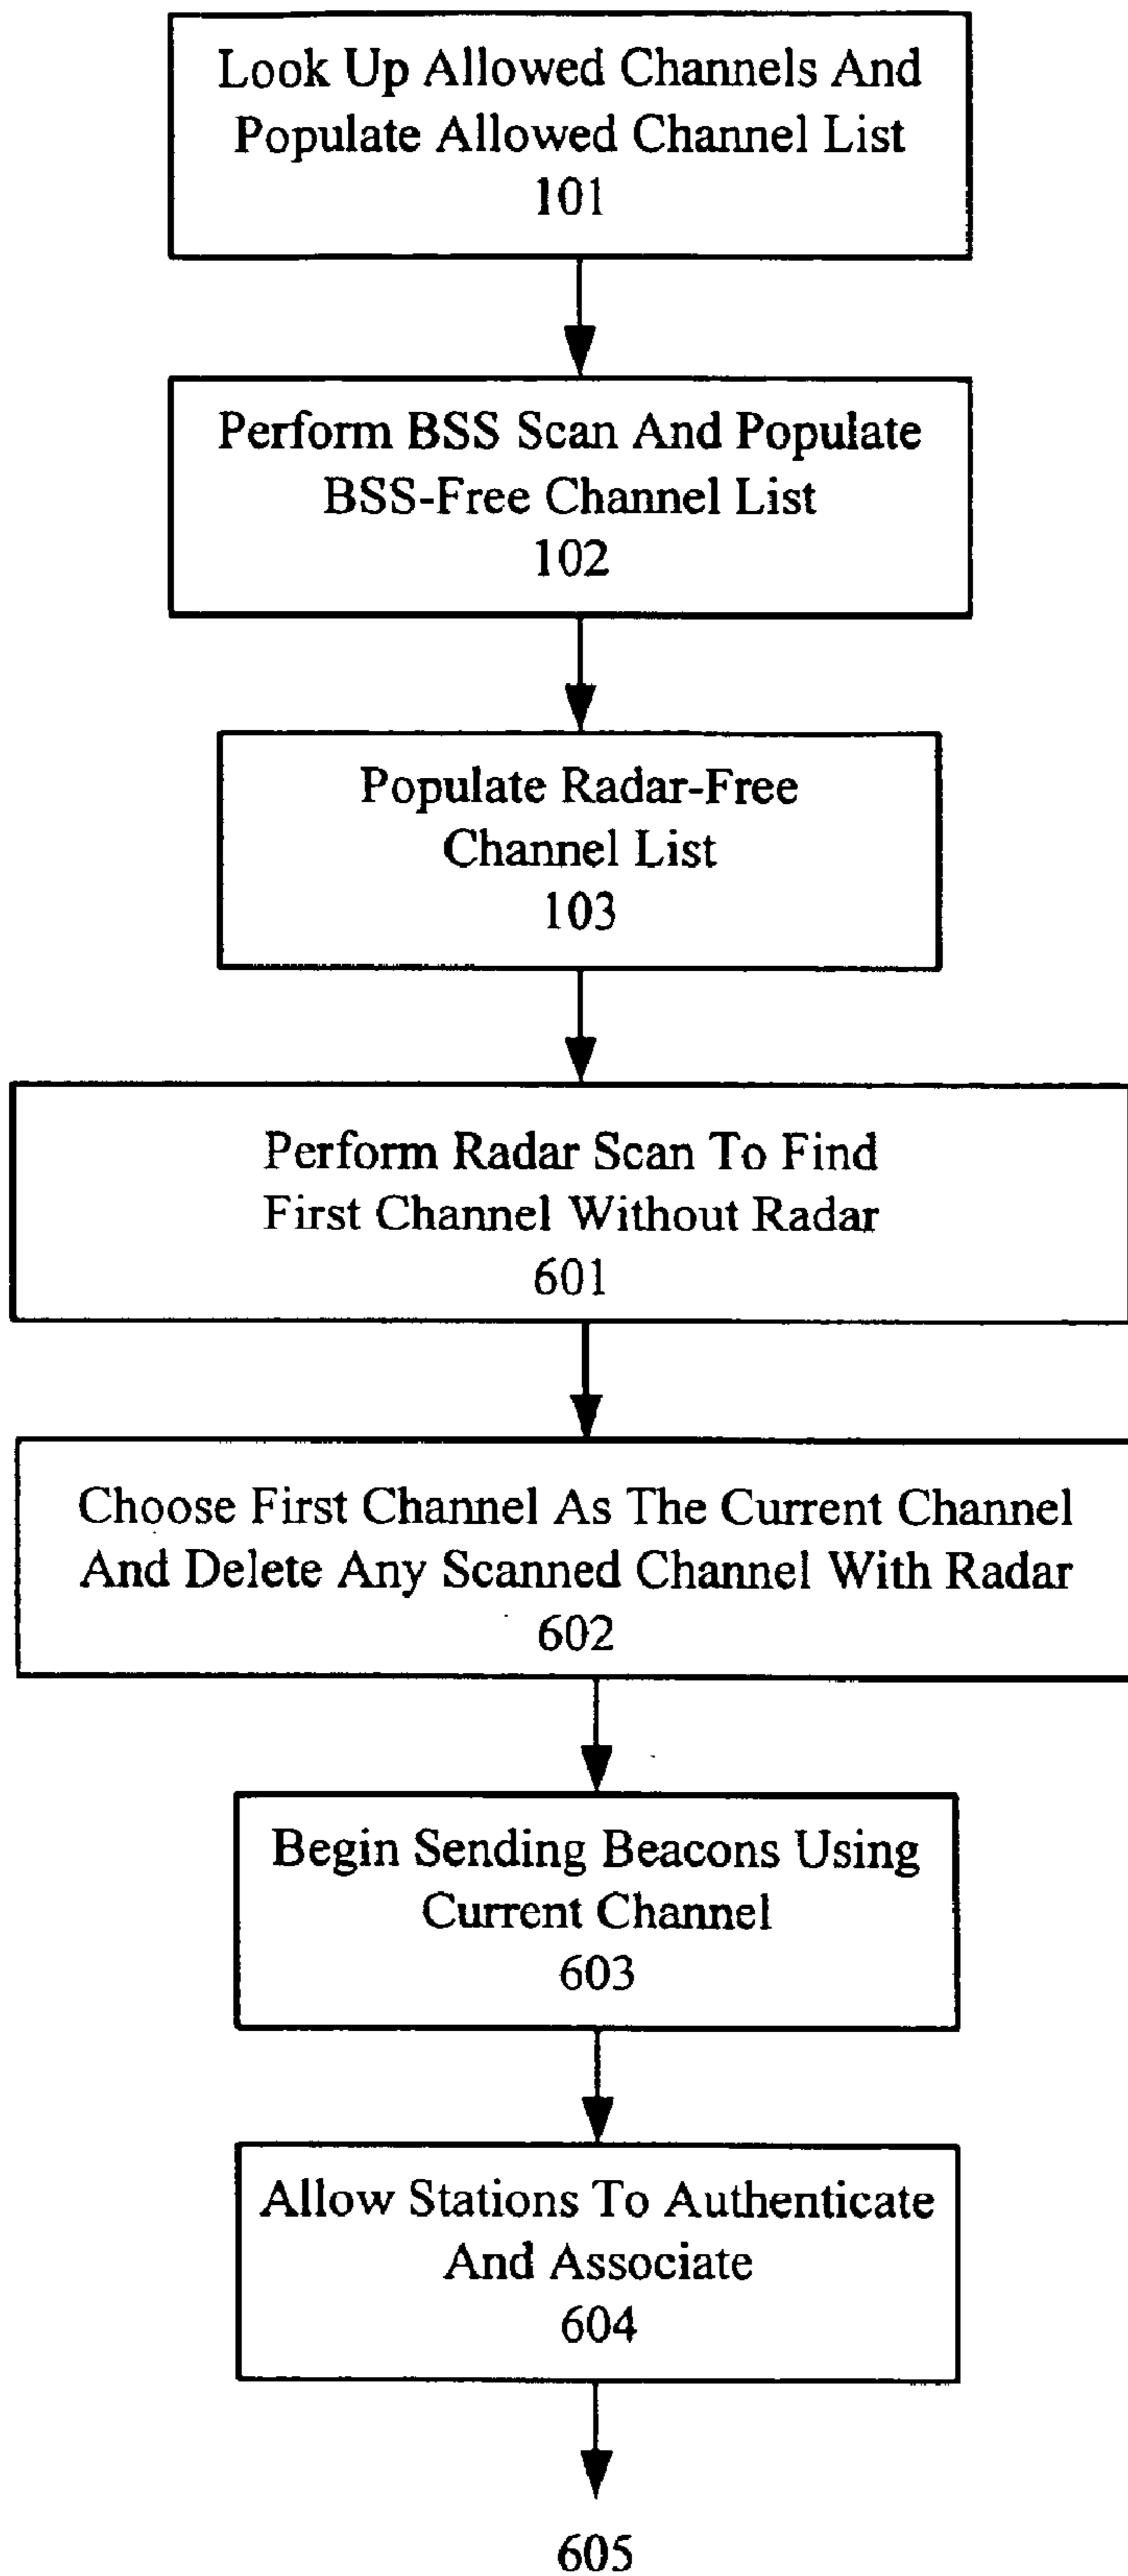 Look Up Allowed Channels And
Populate Allowed Channel List
101
Perform BSS Scan And Populate
BSS-Free Channel List
102
Populate Radar-Free
Channel List
103
Perform Radar Scan To Find
First Channel Without Radar
601
Choose First Channel As The Current Channel
And Delete Any Scanned Channel With Radar
602
Begin Sending Beacons Using
Current Channel
603
Allow Stations To Authenticate
And Associate
604
605